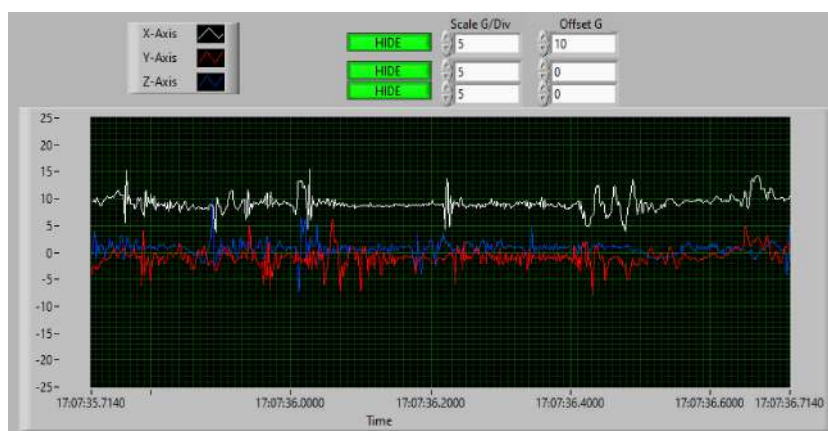 Scale G/Div Offset G
X-Axis HIDE 5 10
Y-Axis HIDE 5 0
Z-Axis HIDE 5 0
25
20
15
10
5
0
-5
-10
-15
-20
-25
17:07:35.7140 17:07:36.0000 17:07:36.2000 17:07:36.4000 17:07:36.6000 17:07:36.7140
Time